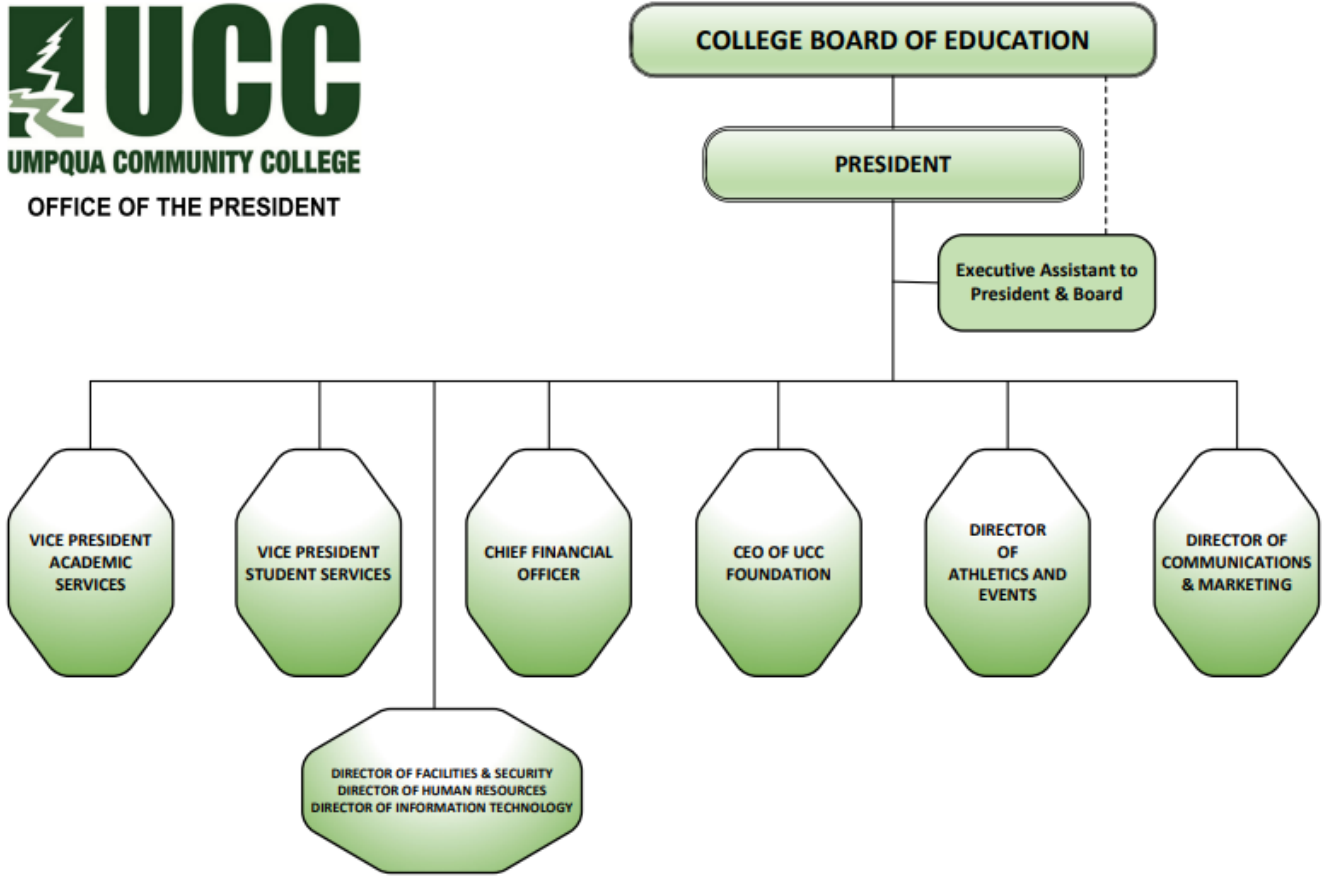 UCC
UMPQUA COMMUNITY COLLEGE
OFFICE OF THE PRESIDENT
COLLEGE BOARD OF EDUCATION
PRESIDENT
Executive Assistant to
President & Board
VICE PRESIDENT
ACADEMIC
SERVICES
VICE PRESIDENT
STUDENT SERVICES
CHIEF FINANCIAL
OFFICER
CEO OF UCC
FOUNDATION
DIRECTOR
OF
ATHLETICS AND
EVENTS
DIRECTOR OF
COMMUNICATIONS
& MARKETING
DIRECTOR OF FACILITIES & SECURITY
DIRECTOR OF HUMAN RESOURCES
DIRECTOR OF INFORMATION TECHNOLOGY